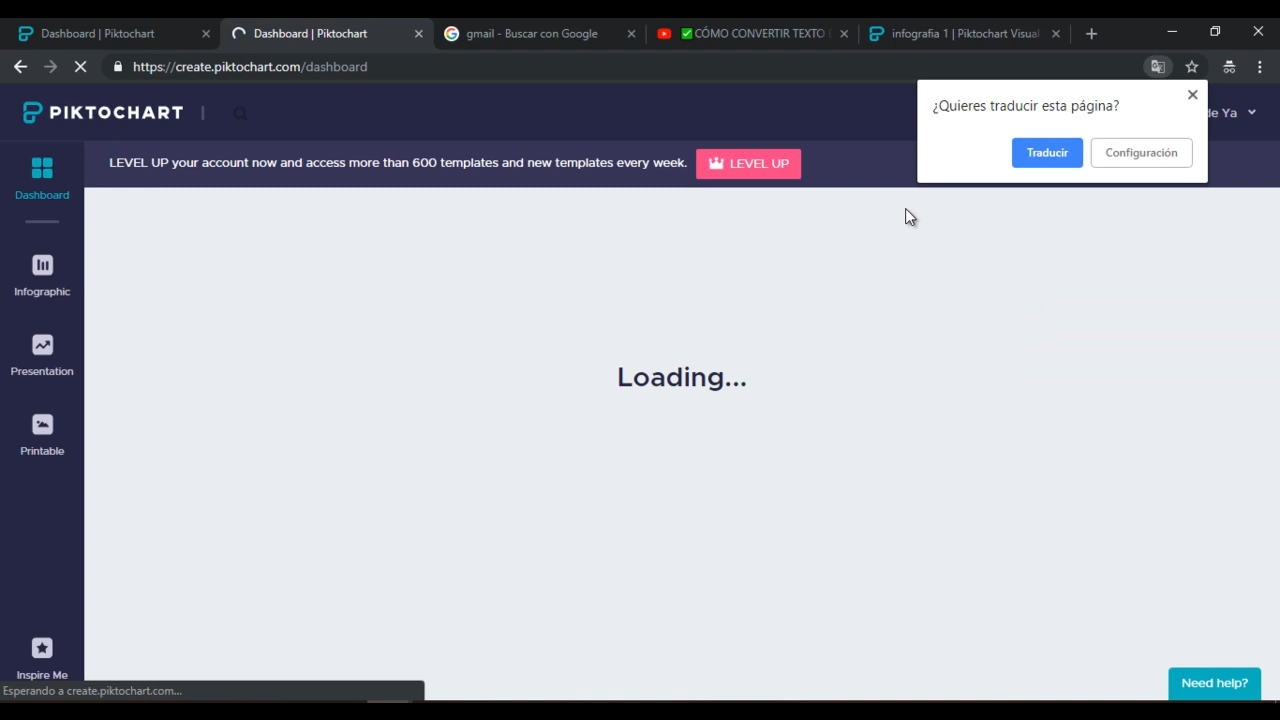 Dashboard | Piktochart
Dashboard | Piktochart
gmail - Buscar con Google
CÓMO CONVERTIR TEXTO
infografia 1 | Piktochart Visual
https://create.piktochart.com/dashboard
PIKTOCHART |
¿Quieres traducir esta página?
de Ya
Traducir
Configuración
LEVEL UP your account now and access more than 600 templates and new templates every week.
LEVEL UP
Dashboard
Infographic
Presentation
Printable
Loading...
Inspire Me
Esperando a create.piktochart.com...
Need help?